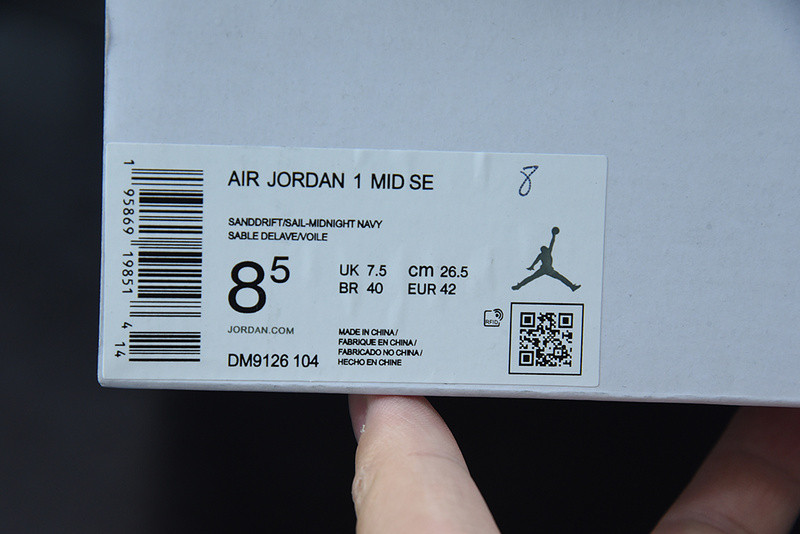 AIR JORDAN 1 MID SE
8
SANDDRIFT/SAIL-MIDNIGHT NAVY
SABLE DELAVE/VOILE
8⁵
UK 7.5 cm 26.5
BR 40 EUR 42
JORDAN.COM
DM9126 104
MADE IN CHINA/
FABRIQUE EN CHINE/
FABRICADO NO CHINA/
HECHO EN CHINE
RFID
1 95869 19851 4 14